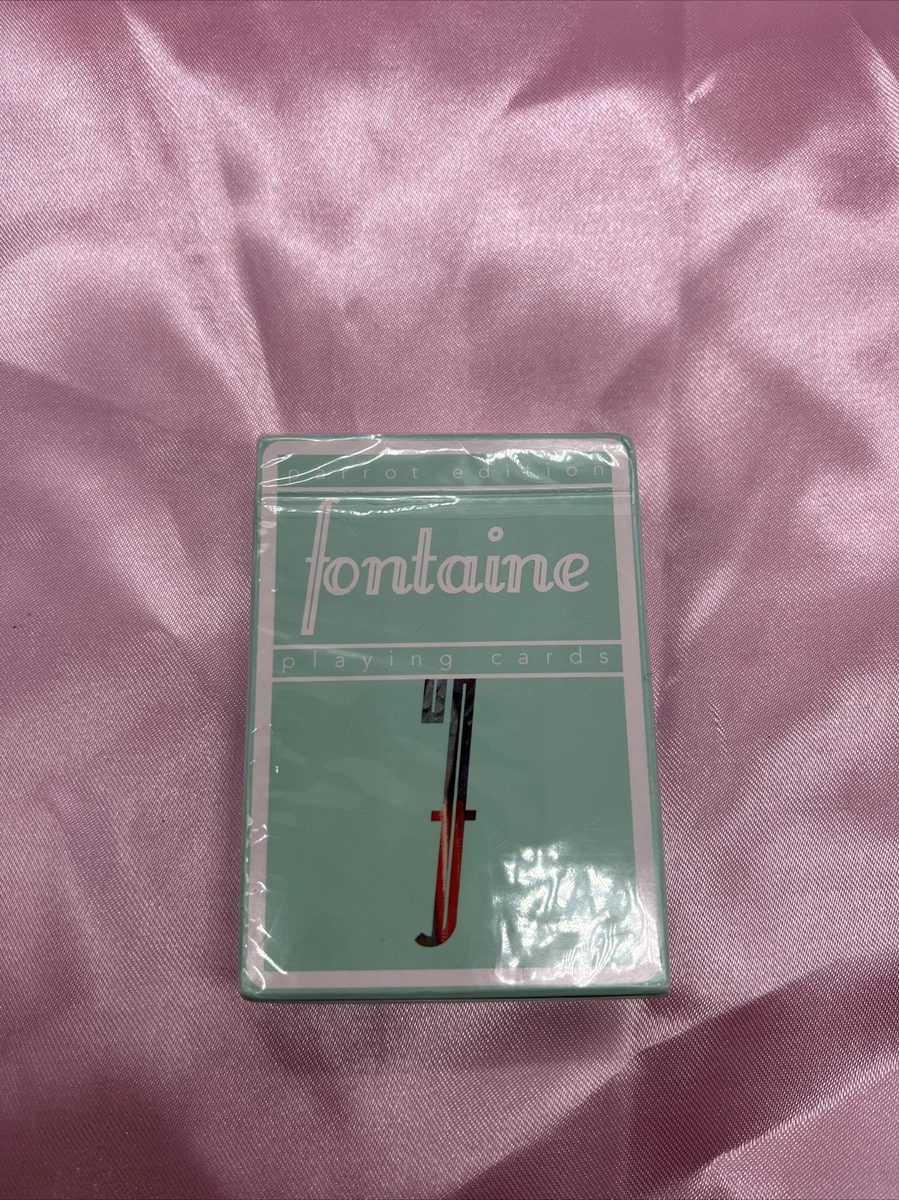 parrot edition
fontaine
playing cards
f